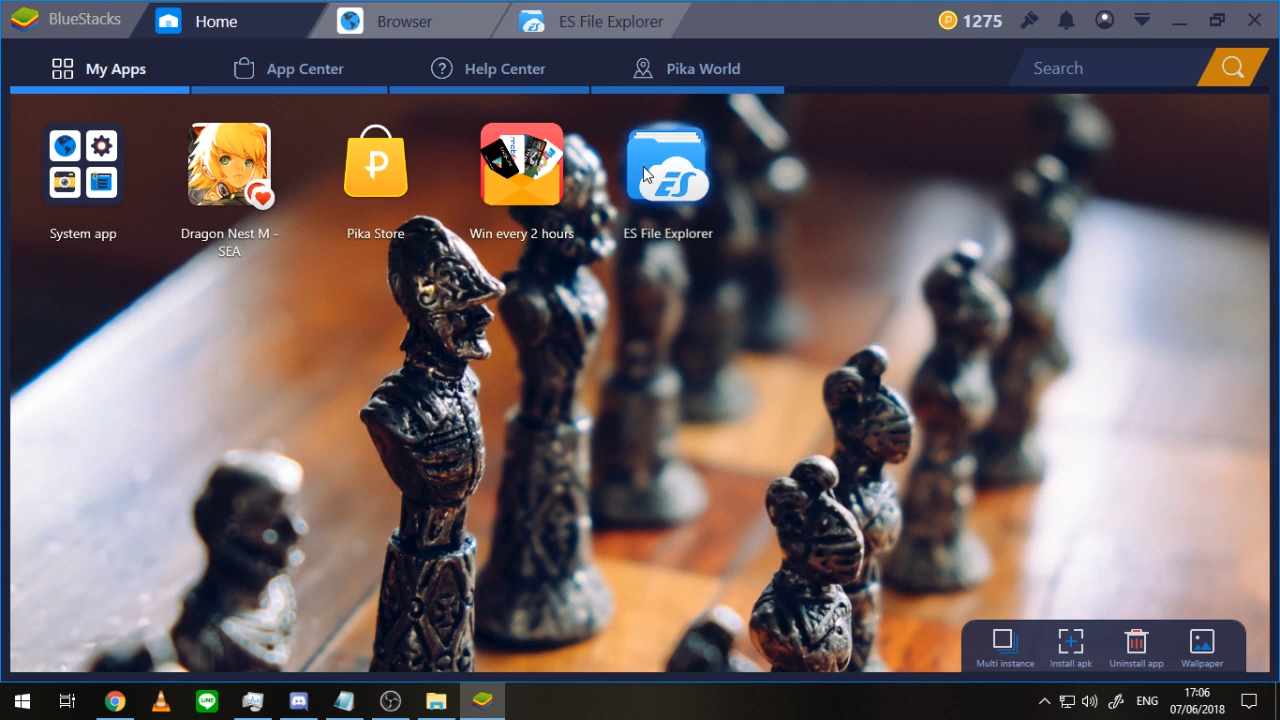 BlueStacks
Home
Browser
ES File Explorer
1275
My Apps
App Center
Help Center
Pika World
Search
System app
Dragon Nest M -
SEA
Pika Store
Win every 2 hours
ES File Explorer
ES
Multi instance
Install apk
Uninstall app
Wallpaper
LINE
ENG
17:06
07/06/2018